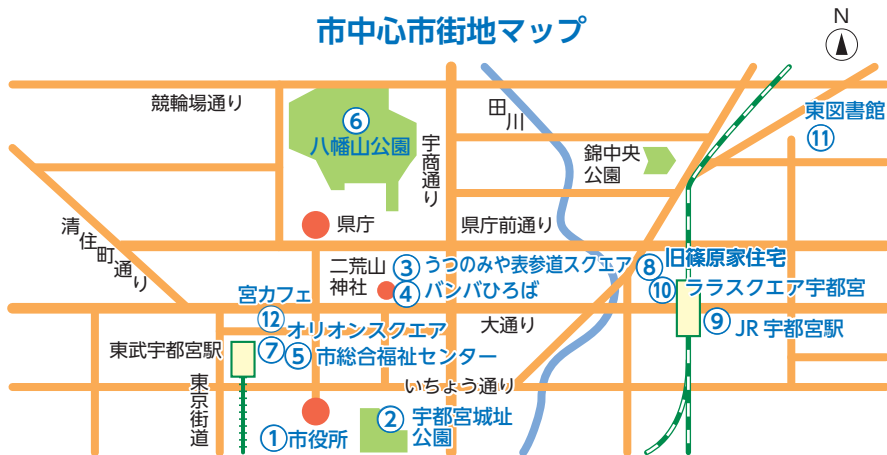 市中心市街地マップ
N
競輪場通り
田川
東図書館
⑪
⑥
八幡山公園
宇商通り
錦中央
公園
清住町通り
県庁
県庁前通り
二荒山
神社
③うつのみや表参道スクエア
⑧旧篠原家住宅
④バンバひろば
⑩ララスクエア宇都宮
宮カフェ
⑫
オリオンスクエア
大通り
⑨JR宇都宮駅
東武宇都宮駅
⑦⑤市総合福祉センター
東京街道
いちょう通り
①市役所
②宇都宮城址
公園